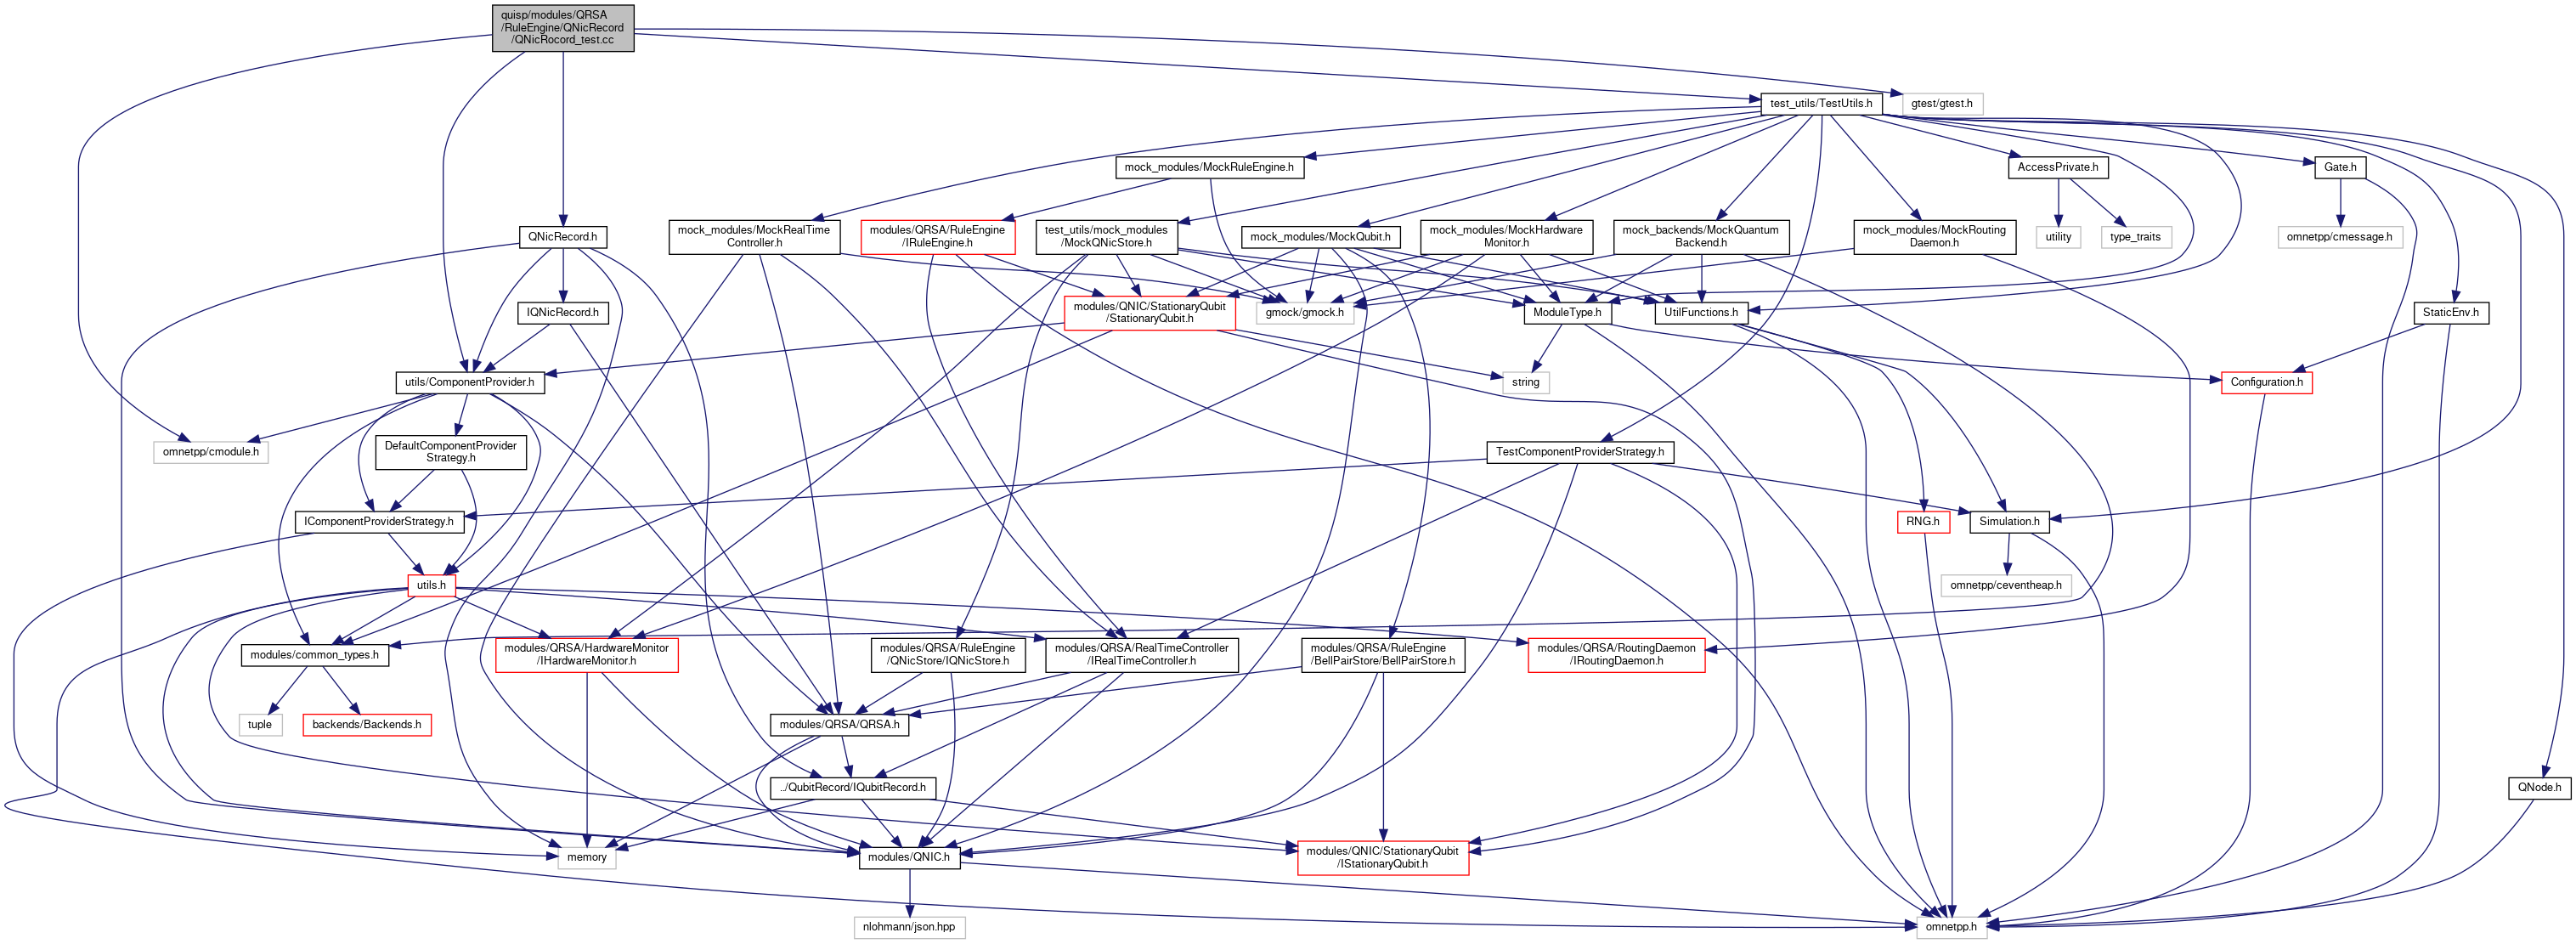 quisp/modules/QRSA
/RuleEngine/QNicRecord
/QNicRocord_test.cc
test_utils/TestUtils.h
gtest/gtest.h
mock_modules/MockRuleEngine.h
AccessPrivate.h
Gate.h
QNicRecord.h
mock_modules/MockRealTime
Controller.h
modules/QRSA/RuleEngine
/IRuleEngine.h
test_utils/mock_modules
/MockQNicStore.h
mock_modules/MockQubit.h
mock_modules/MockHardware
Monitor.h
mock_backends/MockQuantum
Backend.h
mock_modules/MockRouting
Daemon.h
utility
type_traits
omnetpp/cmessage.h
IQNicRecord.h
modules/QNIC/StationaryQubit
/StationaryQubit.h
gmock/gmock.h
ModuleType.h
UtilFunctions.h
StaticEnv.h
utils/ComponentProvider.h
string
Configuration.h
omnetpp/cmodule.h
DefaultComponentProvider
Strategy.h
TestComponentProviderStrategy.h
IComponentProviderStrategy.h
RNG.h
Simulation.h
utils.h
omnetpp/ceventheap.h
modules/common_types.h
modules/QRSA/HardwareMonitor
/IHardwareMonitor.h
modules/QRSA/RuleEngine
/QNicStore/IQNicStore.h
modules/QRSA/RealTimeController
/IRealTimeController.h
modules/QRSA/RuleEngine
/BellPairStore/BellPairStore.h
modules/QRSA/RoutingDaemon
/IRoutingDaemon.h
tuple
backends/Backends.h
modules/QRSA/QRSA.h
../QubitRecord/IQubitRecord.h
QNode.h
memory
modules/QNIC.h
modules/QNIC/StationaryQubit
/IStationaryQubit.h
nlohmann/json.hpp
omnetpp.h